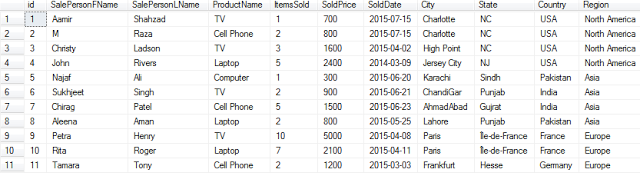 id SalePersonFName SalePersonLName ProductName ItemsSold SoldPrice SoldDate City State Country Region
1 1 Aamir Shahzad TV 1 700 2015-07-15 Charlotte NC USA North America
2 2 M Raza Cell Phone 2 800 2015-07-15 Charlotte NC USA North America
3 3 Christy Ladson TV 3 1600 2015-04-02 High Point NC USA North America
4 4 John Rivers Laptop 5 2400 2014-03-09 Jersey City NJ USA North America
5 5 Najaf Ali Computer 1 300 2015-06-20 Karachi Sindh Pakistan Asia
6 6 Sukhjeet Singh TV 2 900 2015-06-21 ChandiGar Punjab India Asia
7 7 Chirag Patel Cell Phone 5 1500 2015-06-23 AhmadAbad Gujrat India Asia
8 8 Aleena Aman Laptop 2 800 2015-05-25 Lahore Punjab Pakistan Asia
9 9 Petra Henry TV 10 5000 2015-04-08 Paris Île-de-France France Europe
10 10 Rita Roger Laptop 7 2100 2015-04-11 Paris Île-de-France France Europe
11 11 Tamara Tony Cell Phone 2 1200 2015-03-03 Frankfurt Hesse Germany Europe